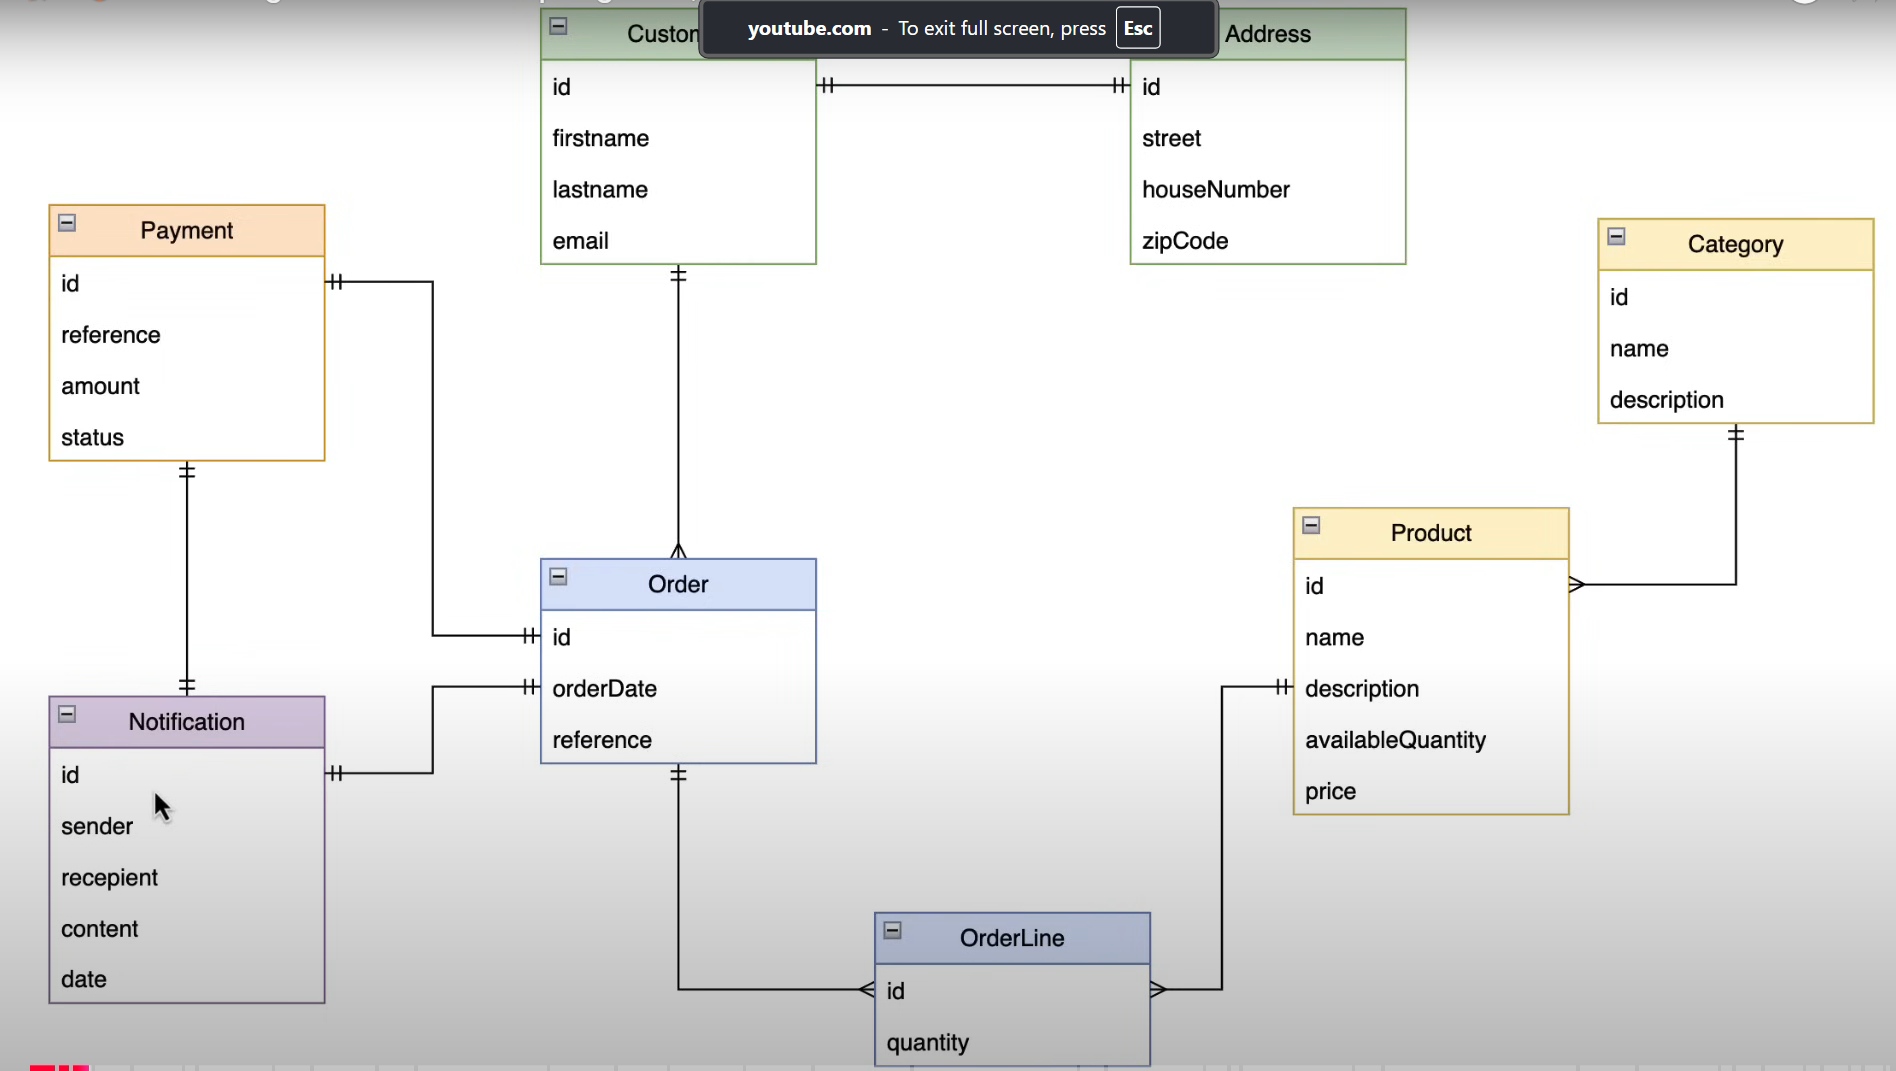 youtube.com - To exit full screen, press Esc
Address
id
firstname
lastname
email
id
street
houseNumber
zipCode
Payment
id
reference
amount
status
Category
id
name
description
Product
id
name
description
availableQuantity
price
Order
id
orderDate
reference
Notification
id
sender
recepient
content
date
OrderLine
id
quantity